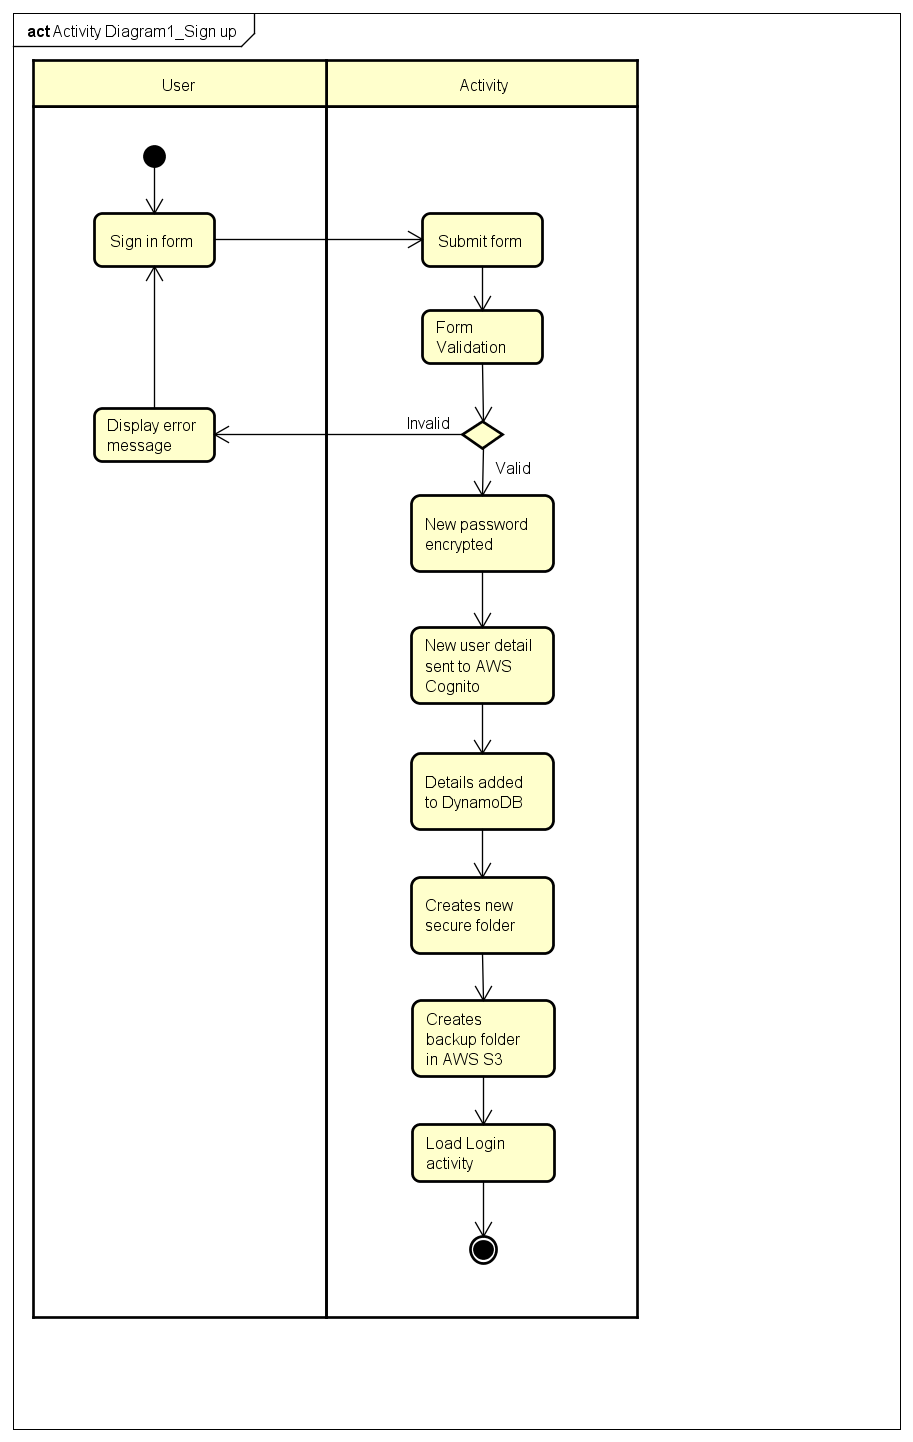 act Activity Diagram1_Sign up
User
Activity
Sign in form
Submit form
Form
Validation
Invalid
Display error
message
Valid
New password
encrypted
New user detail
sent to AWS
Cognito
Details added
to DynamoDB
Creates new
secure folder
Creates
backup folder
in AWS S3
Load Login
activity